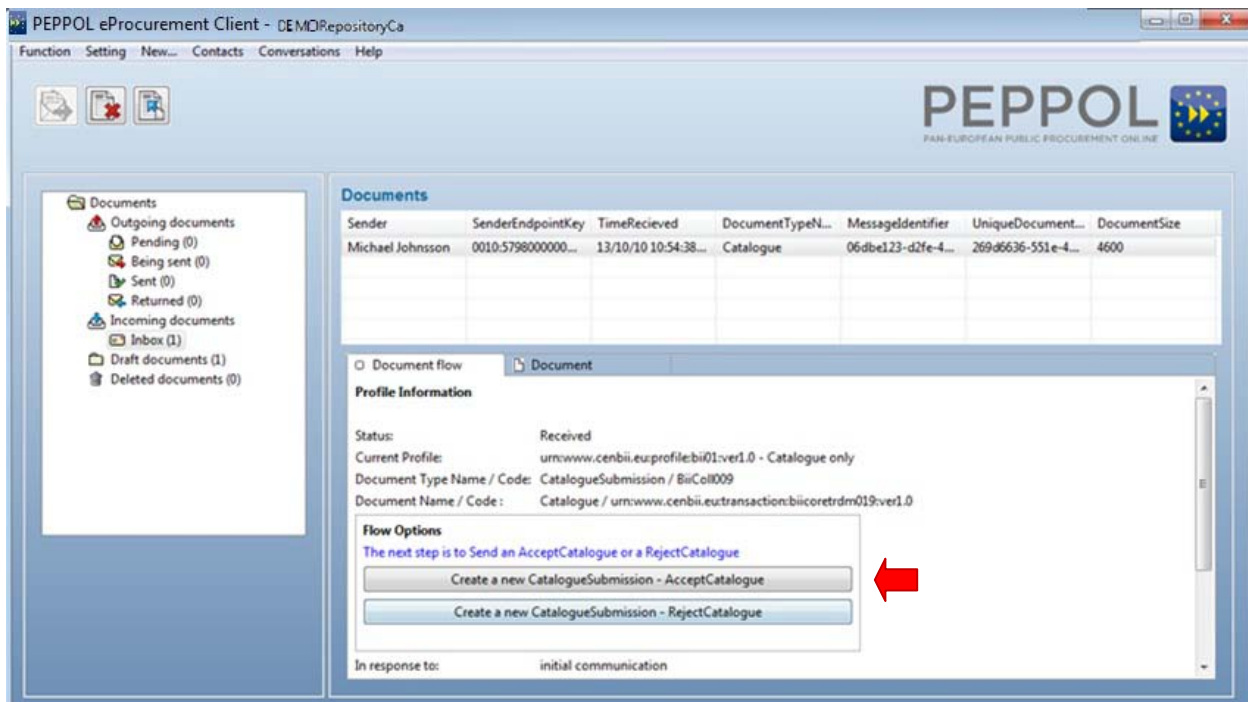 PEPPOL eProcurement Client - DEMORepositoryCa
Function Setting New... Contacts Conversations Help
PEPPOL
PAN-EUROPEAN PUBLIC PROCUREMENT ONLINE
Documents
Outgoing documents
Pending (0)
Being sent (0)
Sent (0)
Returned (0)
Incoming documents
Inbox (1)
Draft documents (1)
Deleted documents (0)
Documents
Sender SenderEndpointKey TimeRecieved DocumentTypeN... MessageIdentifier UniqueDocument... DocumentSize
Michael Johnsson 0010:5798000000... 13/10/10 10:54:38... Catalogue 06dbe123-d2fe-4... 269d6636-551e-4... 4600
Document flow Document
Profile Information
Status: Received
Current Profile: urn:www.cenbii.eu:profile:bii01:ver1.0 - Catalogue only
Document Type Name / Code: CatalogueSubmission / BiiColl009
Document Name / Code : Catalogue / urn:www.cenbii.eu:transaction:biicoretrdm019:ver1.0
Flow Options
The next step is to Send an AcceptCatalogue or a RejectCatalogue
Create a new CatalogueSubmission - AcceptCatalogue
Create a new CatalogueSubmission - RejectCatalogue
In response to: initial communication